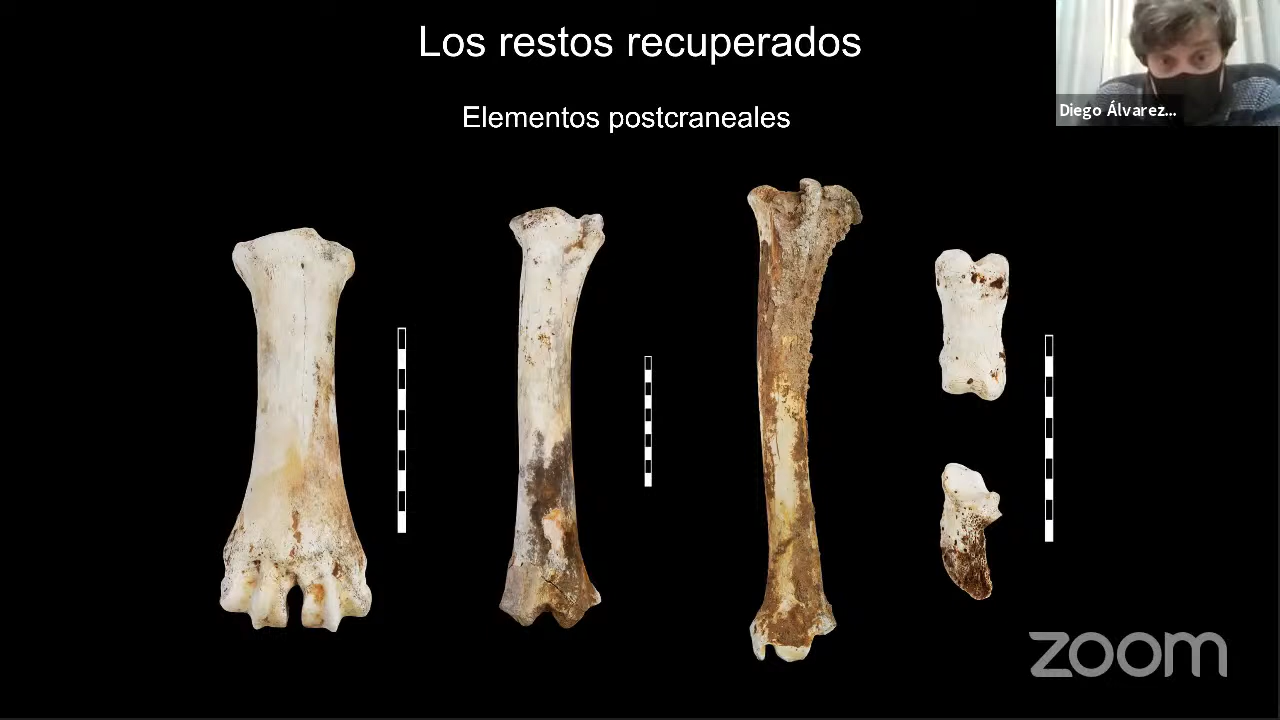 Los restos recuperados
Elementos postcraneales
Diego Álvarez...
zoom